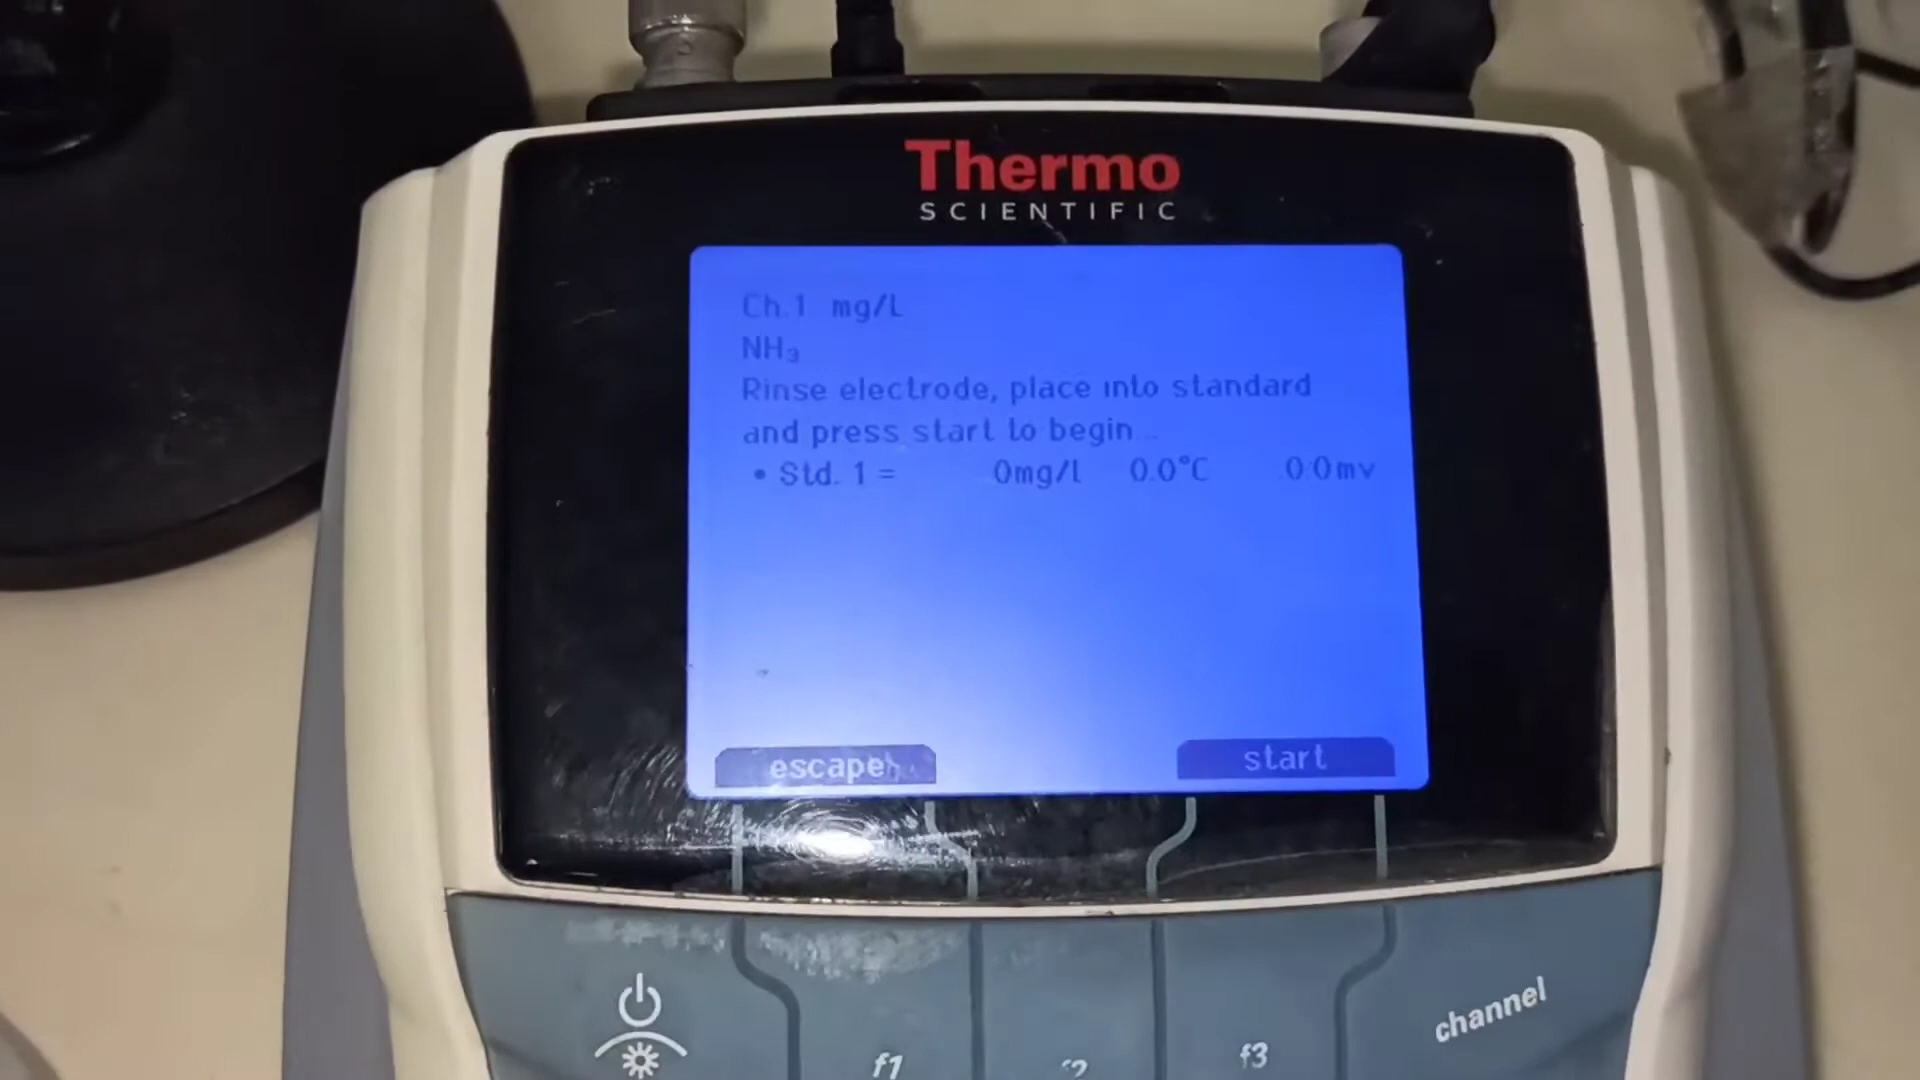 Thermo
SCIENTIFIC
Ch.1 mg/L
NH₃
Rinse electrode, place into standard
and press start to begin...
• Std. 1 = 0mg/l 0.0°C 0.0mv
escape
start
channel
f1
f2
f3